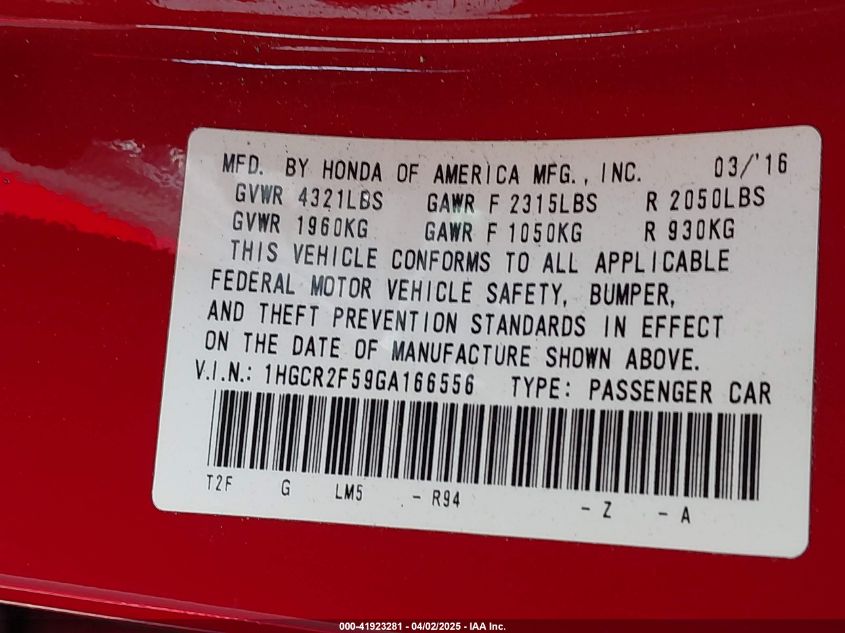 MFD. BY HONDA OF AMERICA MFG., INC. 03/'16
GVWR 4321LBS GAWR F 2315LBS R 2050LBS
GVWR 1960KG GAWR F 1050KG R 930KG
THIS VEHICLE CONFORMS TO ALL APPLICABLE
FEDERAL MOTOR VEHICLE SAFETY, BUMPER,
AND THEFT PREVENTION STANDARDS IN EFFECT
ON THE DATE OF MANUFACTURE SHOWN ABOVE.
V.I.N.: 1HGCR2F59GA166556 TYPE: PASSENGER CAR
T2F G LM5 - R94 - Z - A
000-41923281 - 04/02/2025 - IAA Inc.